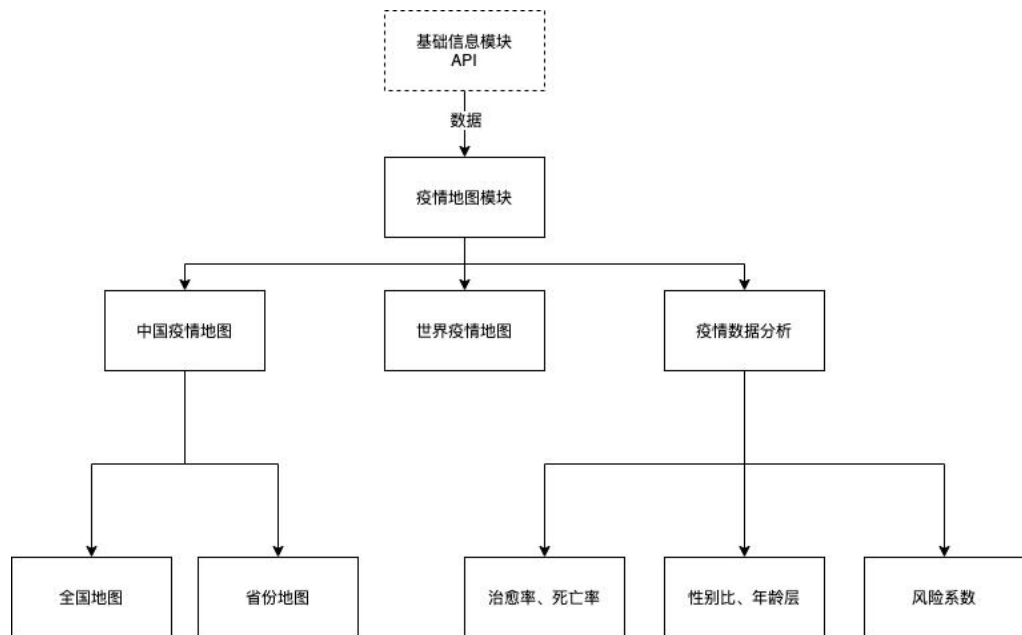 基础信息模块
API
数据
疫情地图模块
中国疫情地图
世界疫情地图
疫情数据分析
全国地图
省份地图
治愈率、死亡率
性别比、年龄层
风险系数